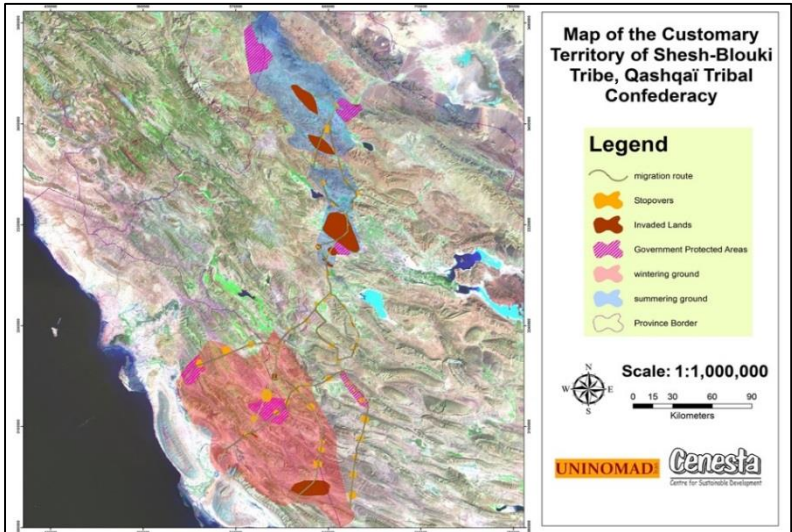 Map of the Customary
Territory of Shesh-Blouki
Tribe, Qashqaï Tribal
Confederacy
Legend
migration route
Stopovers
Invaded Lands
Government Protected Areas
wintering ground
summering ground
Province Border
N
W
E
S
Scale: 1:1,000,000
0 15 30 60 90
Kilometers
UNINOMAD
Cenesta
Centre for Sustainable Development